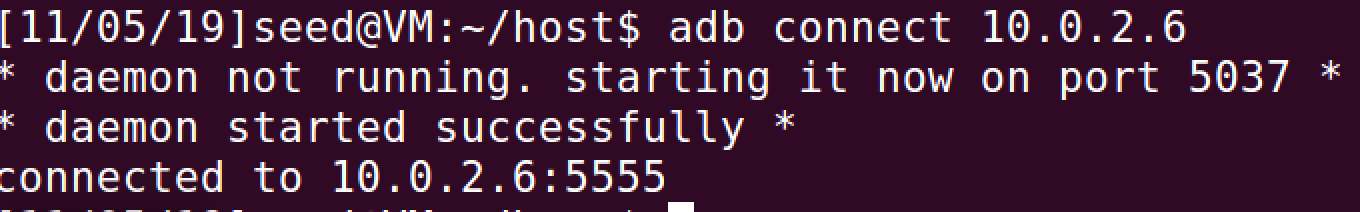 [11/05/19]seed@VM:~/host$ adb connect 10.0.2.6
* daemon not running. starting it now on port 5037 *
* daemon started successfully *
connected to 10.0.2.6:5555